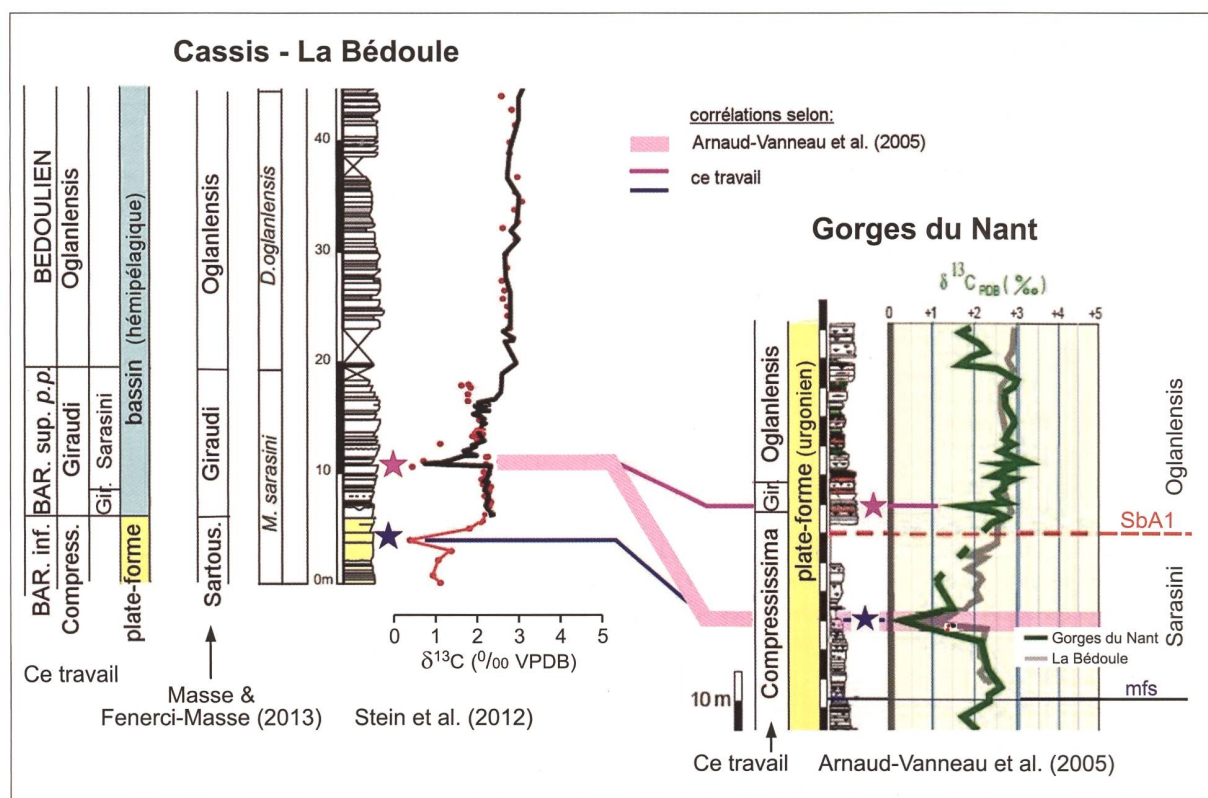 Cassis - La Bédoule
corrélations selon:
Arnaud-Vanneau et al. (2005)
ce travail
BAR. inf.
BAR. sup. p.p.
BEDOULIEN
Compress.
Giraudi
Oglanlensis
Gir.
Sarasini
plate-forme
bassin (hémipélagique)
Sartous.
Giraudi
Oglanlensis
M. sarasini
D.oglanlensis
40
30
20
10
0m
0 1 2 3 4 5
δ13C (0/00 VPDB)
Ce travail
Masse &
Fenerci-Masse (2013)
Stein et al. (2012)
Gorges du Nant
δ 13C PDB (‰)
0 +1 +2 +3 +5
Compressissima
Gir.
Oglanlensis
plate-forme (urgonien)
Oglanlensis
SbA1
Sarasini
Gorges du Nant
La Bédoule
mfs
10 m
Ce travail
Arnaud-Vanneau et al. (2005)